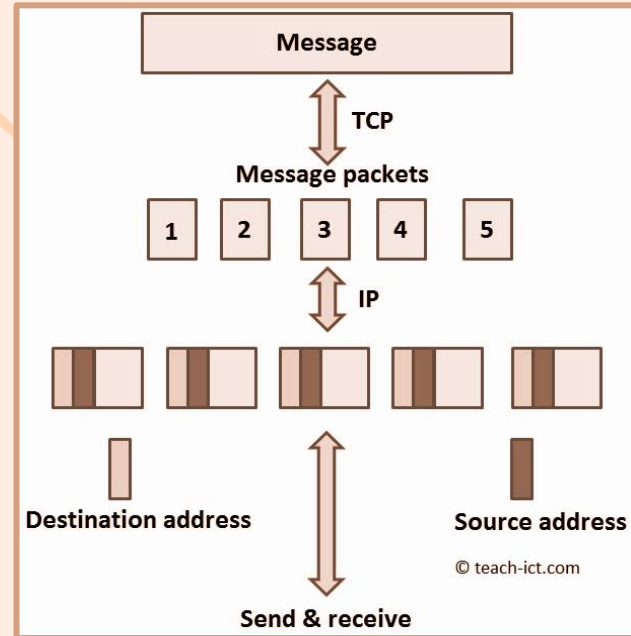 Message
TCP
Message packets
1 2 3 4 5
IP
Destination address
Source address
© teach-ict.com
Send & receive